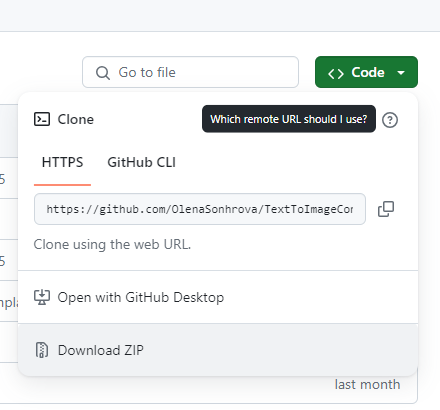 Go to file
Code
Clone
Which remote URL should I use?
HTTPS
GitHub CLI
https://github.com/OlenaSonhrova/TextToImageCon
Clone using the web URL.
Open with GitHub Desktop
Download ZIP
last month